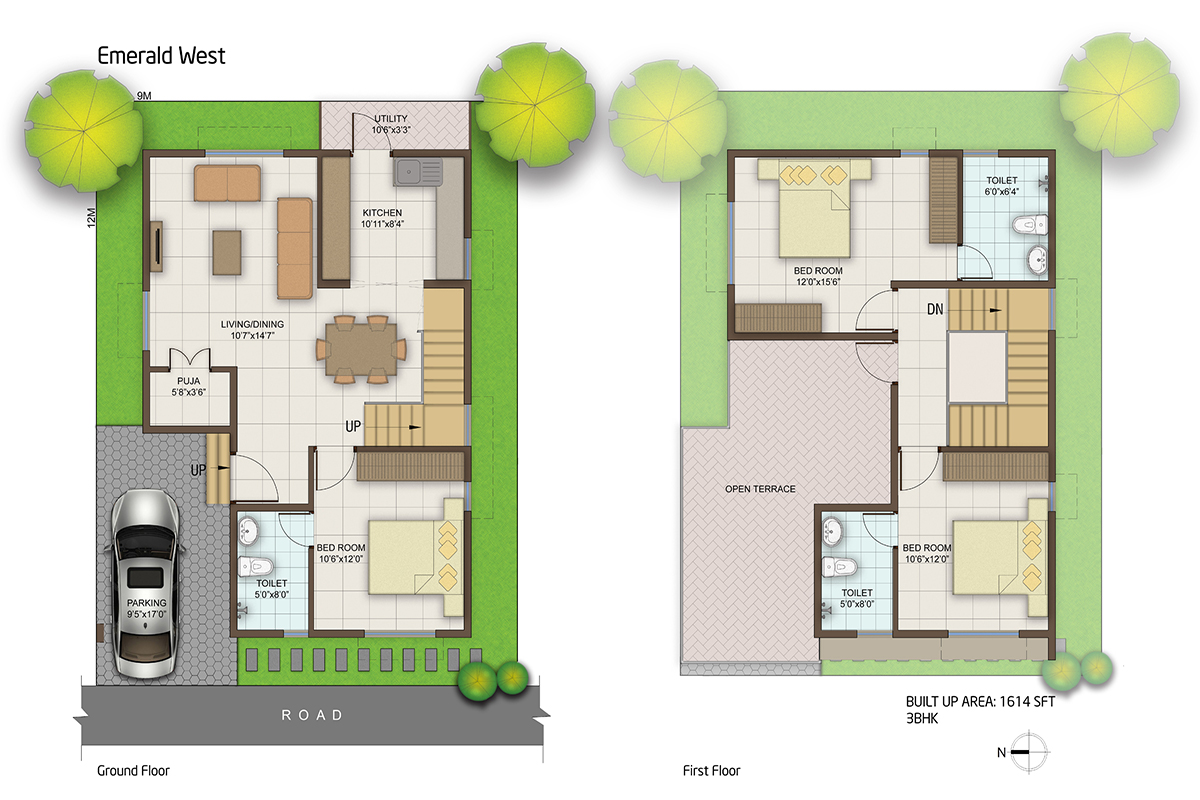 Emerald West
9M
12M
UTILITY
10'6"x3'3"
KITCHEN
10'11"x8'4"
LIVING/DINING
10'7"x14'7"
PUJA
5'8"x3'6"
UP
UP
BED ROOM
10'6"x12'0"
TOILET
5'0"x8'0"
PARKING
9'5"x17'0"
ROAD
Ground Floor
TOILET
6'0"x6'4"
BED ROOM
12'0"x15'6"
DN
OPEN TERRACE
BED ROOM
10'6"x12'0"
TOILET
5'0"x8'0"
BUILT UP AREA: 1614 SFT
3BHK
N
First Floor